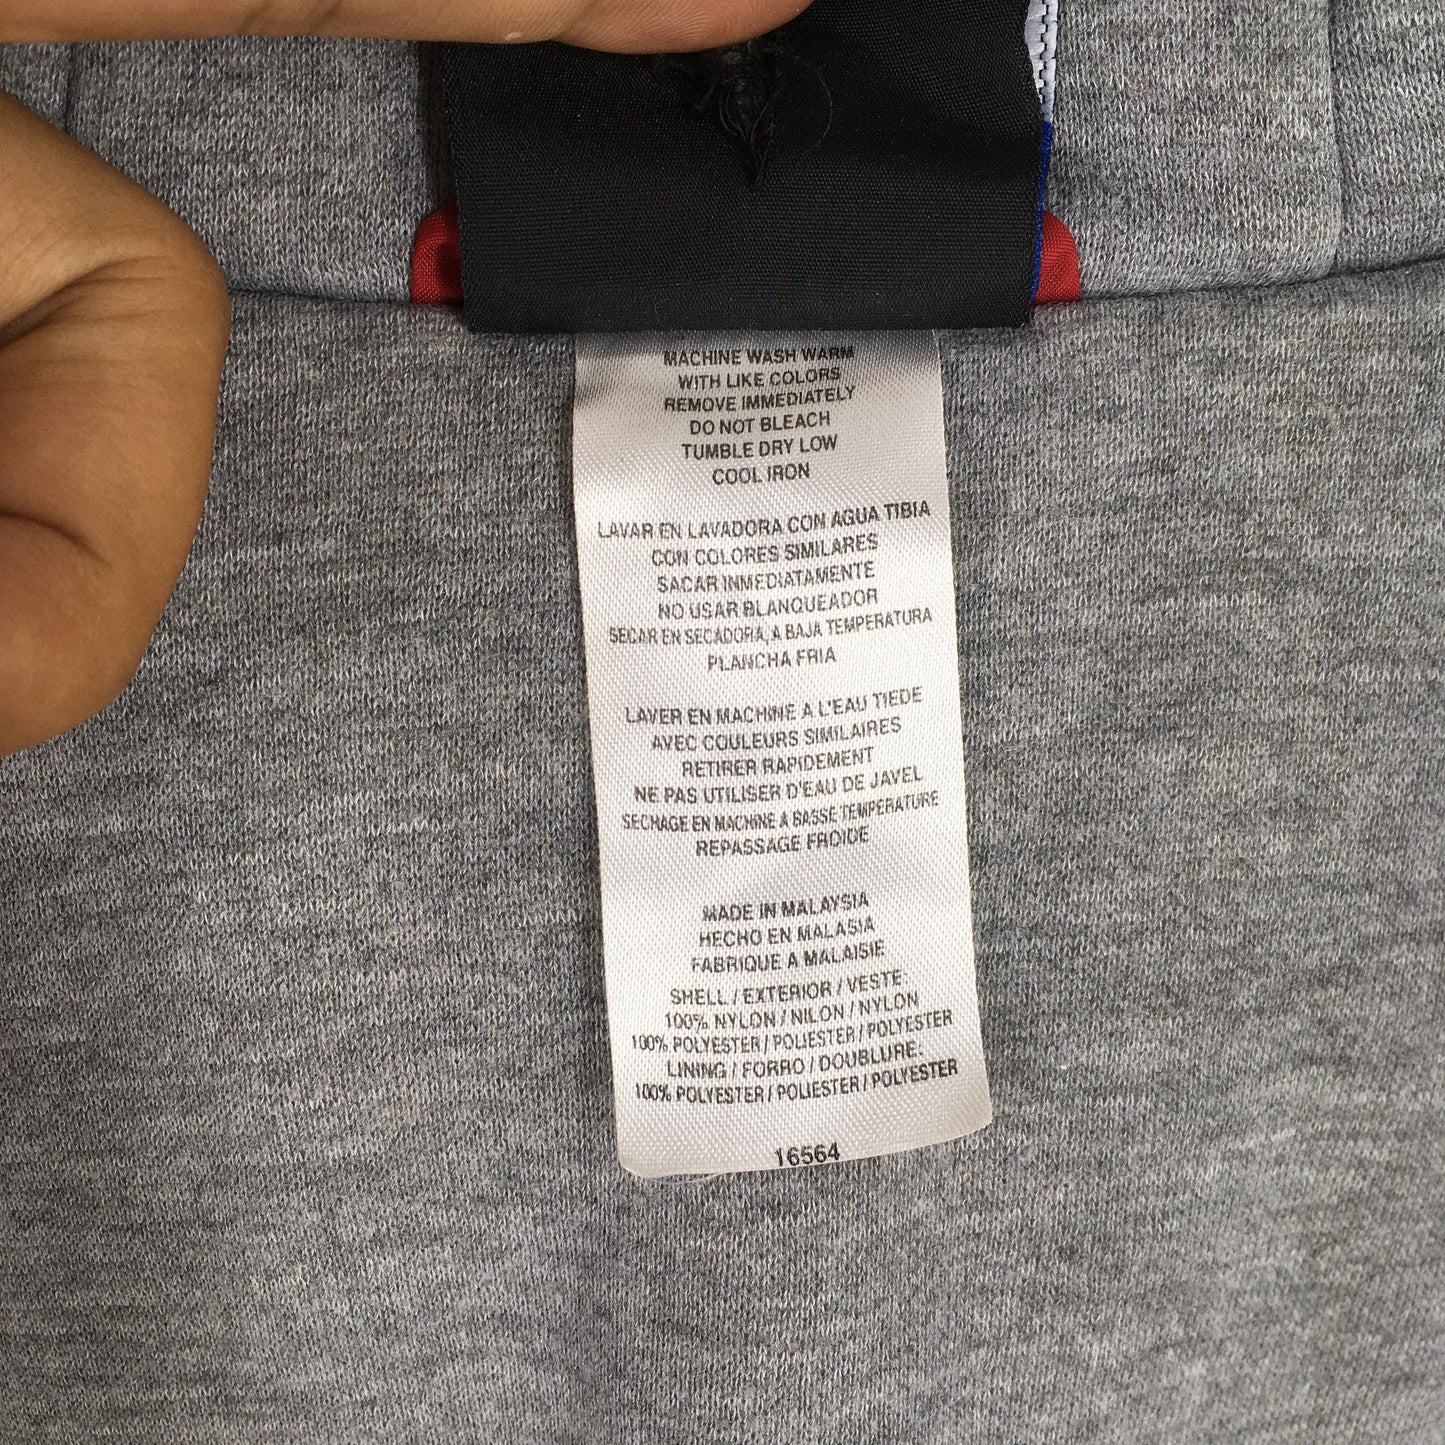 MACHINE WASH WARM
WITH LIKE COLORS
REMOVE IMMEDIATELY
DO NOT BLEACH
TUMBLE DRY LOW
COOL IRON
LAVAR EN LAVADORA CON AGUA TIBIA
CON COLORES SIMILARES
SACAR INMEDIATAMENTE
NO USAR BLANQUEADOR
SECAR EN SECADORA, A BAJA TEMPERATURA
PLANCHA FRIA
LAVER EN MACHINE A L'EAU TIEDE
AVEC COULEURS SIMILAIRES
RETIRER RAPIDEMENT
NE PAS UTILISER D'EAU DE JAVEL
SECHAGE EN MACHINE A BASSE TEMPERATURE
REPASSAGE FROIDE
MADE IN MALAYSIA
HECHO EN MALASIA
FABRIQUE A MALAISIE
SHELL / EXTERIOR / VESTE:
100% NYLON / NILON / NYLON
100% POLYESTER / POLIESTER / POLYESTER
LINING / FORRO / DOUBLURE:
100% POLYESTER / POLIESTER / POLYESTER
16564